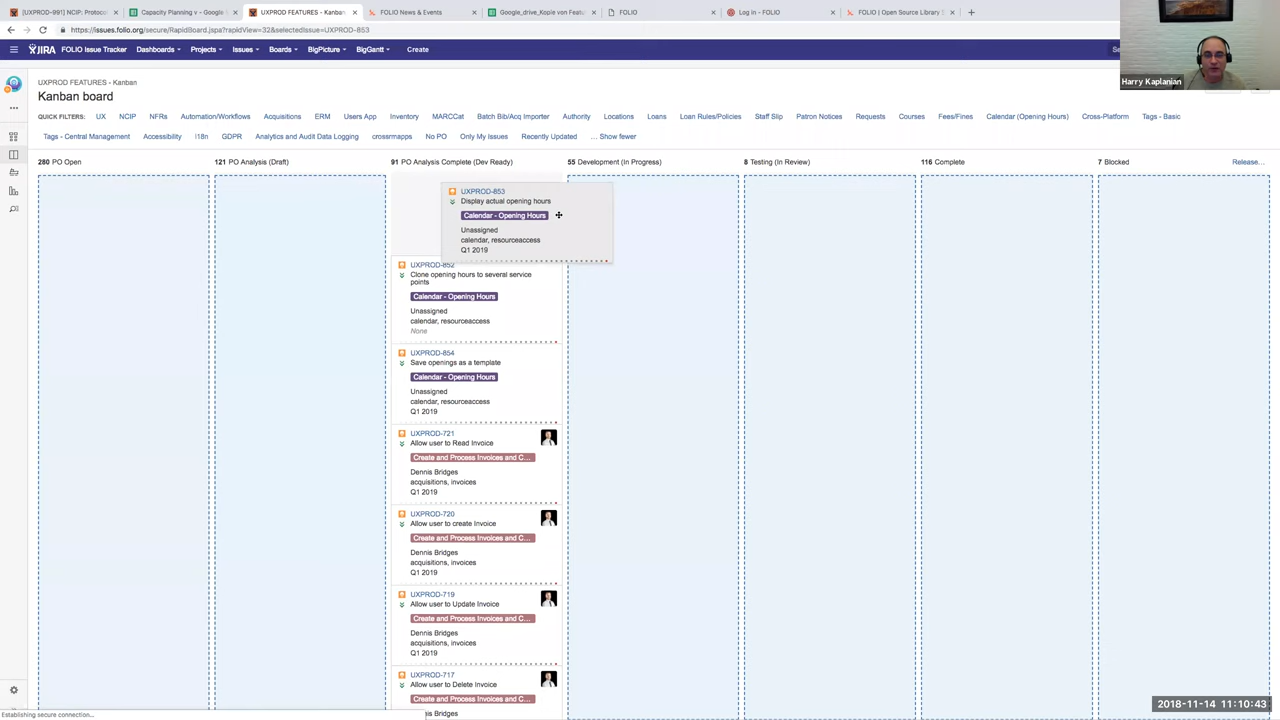 [UXPROD-991] NCIP: Protoco
Capacity Planning v - Google S
UXPROD FEATURES - Kanban
FOLIO News & Events
Google_drive_Kopie von Featu
FOLIO
Log in - FOLIO
FOLIO | Open Source Library S
https://issues.folio.org/secure/RapidBoard.jspa?rapidView=32&selectedIssue=UXPROD-853
JIRA FOLIO Issue Tracker Dashboards Projects Issues Boards BigPicture BigGantt Create
Harry Kaplanian
UXPROD FEATURES - Kanban
Kanban board
QUICK FILTERS: UX NCIP NFRs Automation/Workflows Acquisitions ERM Users App Inventory MARCCat Batch Bib/Acq Importer Authority Locations Loans Loan Rules/Policies Staff Slip Patron Notices Requests Courses Fees/Fines Calendar (Opening Hours) Cross-Platform Tags - Basic
Tags - Central Management Accessibility I18n GDPR Analytics and Audit Data Logging crossrmapps No PO Only My Issues Recently Updated ... Show fewer
280 PO Open
121 PO Analysis (Draft)
91 PO Analysis Complete (Dev Ready)
55 Development (In Progress)
8 Testing (In Review)
116 Complete
7 Blocked
Release...
UXPROD-853
Display actual opening hours
Calendar - Opening Hours
Unassigned
calendar, resourceaccess
Q1 2019
UXPROD-852
Clone opening hours to several service
points
Calendar - Opening Hours
Unassigned
calendar, resourceaccess
None
UXPROD-854
Save openings as a template
Calendar - Opening Hours
Unassigned
calendar, resourceaccess
Q1 2019
UXPROD-721
Allow user to Read Invoice
Create and Process Invoices and C...
Dennis Bridges
acquisitions, invoices
Q1 2019
UXPROD-720
Allow user to create Invoice
Create and Process Invoices and C...
Dennis Bridges
acquisitions, invoices
Q1 2019
UXPROD-719
Allow user to Update Invoice
Create and Process Invoices and C...
Dennis Bridges
acquisitions, invoices
Q1 2019
UXPROD-717
Allow user to Delete Invoice
Create and Process Invoices and C...
Bridges
Establishing secure connection...
2018-11-14 11:10:43